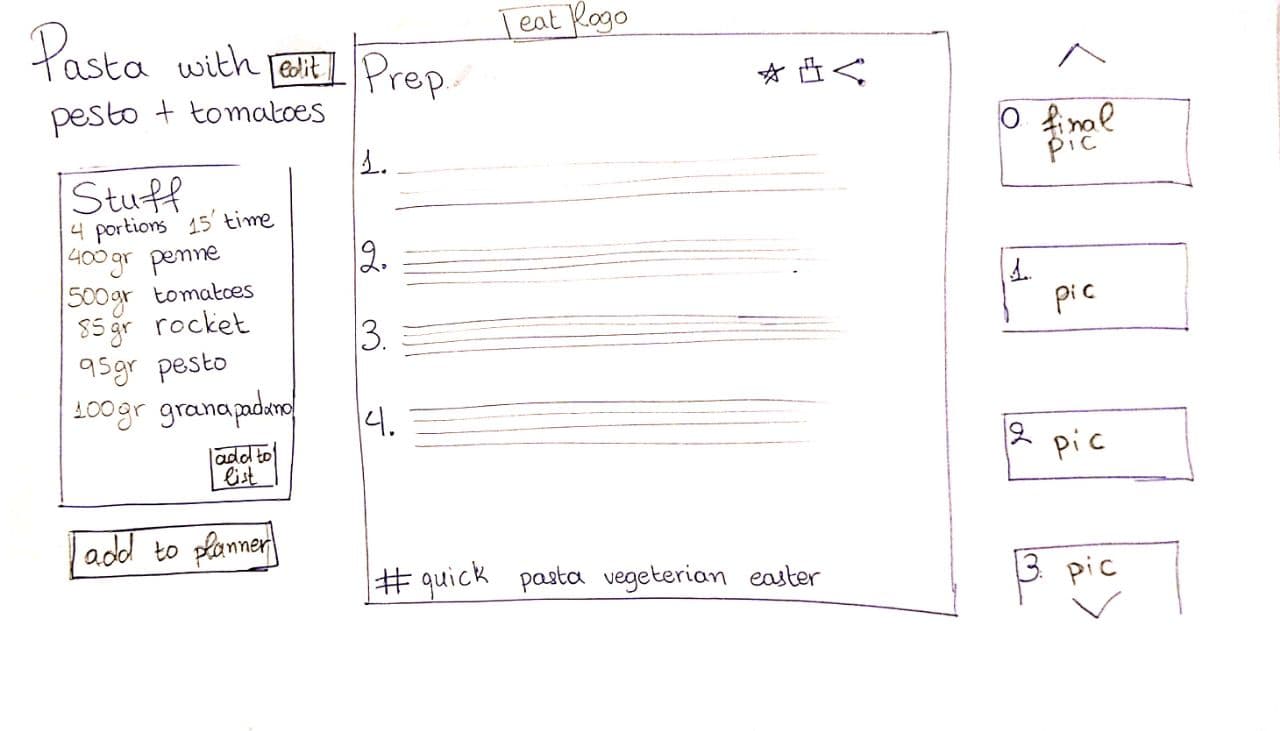 eat logo
Pasta with edit
pesto + tomatoes
Stuff
4 portions 15' time
400gr penne
500gr tomatoes
85gr rocket
95gr pesto
100gr grana padano
add to
list
add to planner
Prep.
1.
2.
3.
4.
# quick pasta vegeterian easter
0 final
pic
1.
pic
2 pic
3. pic